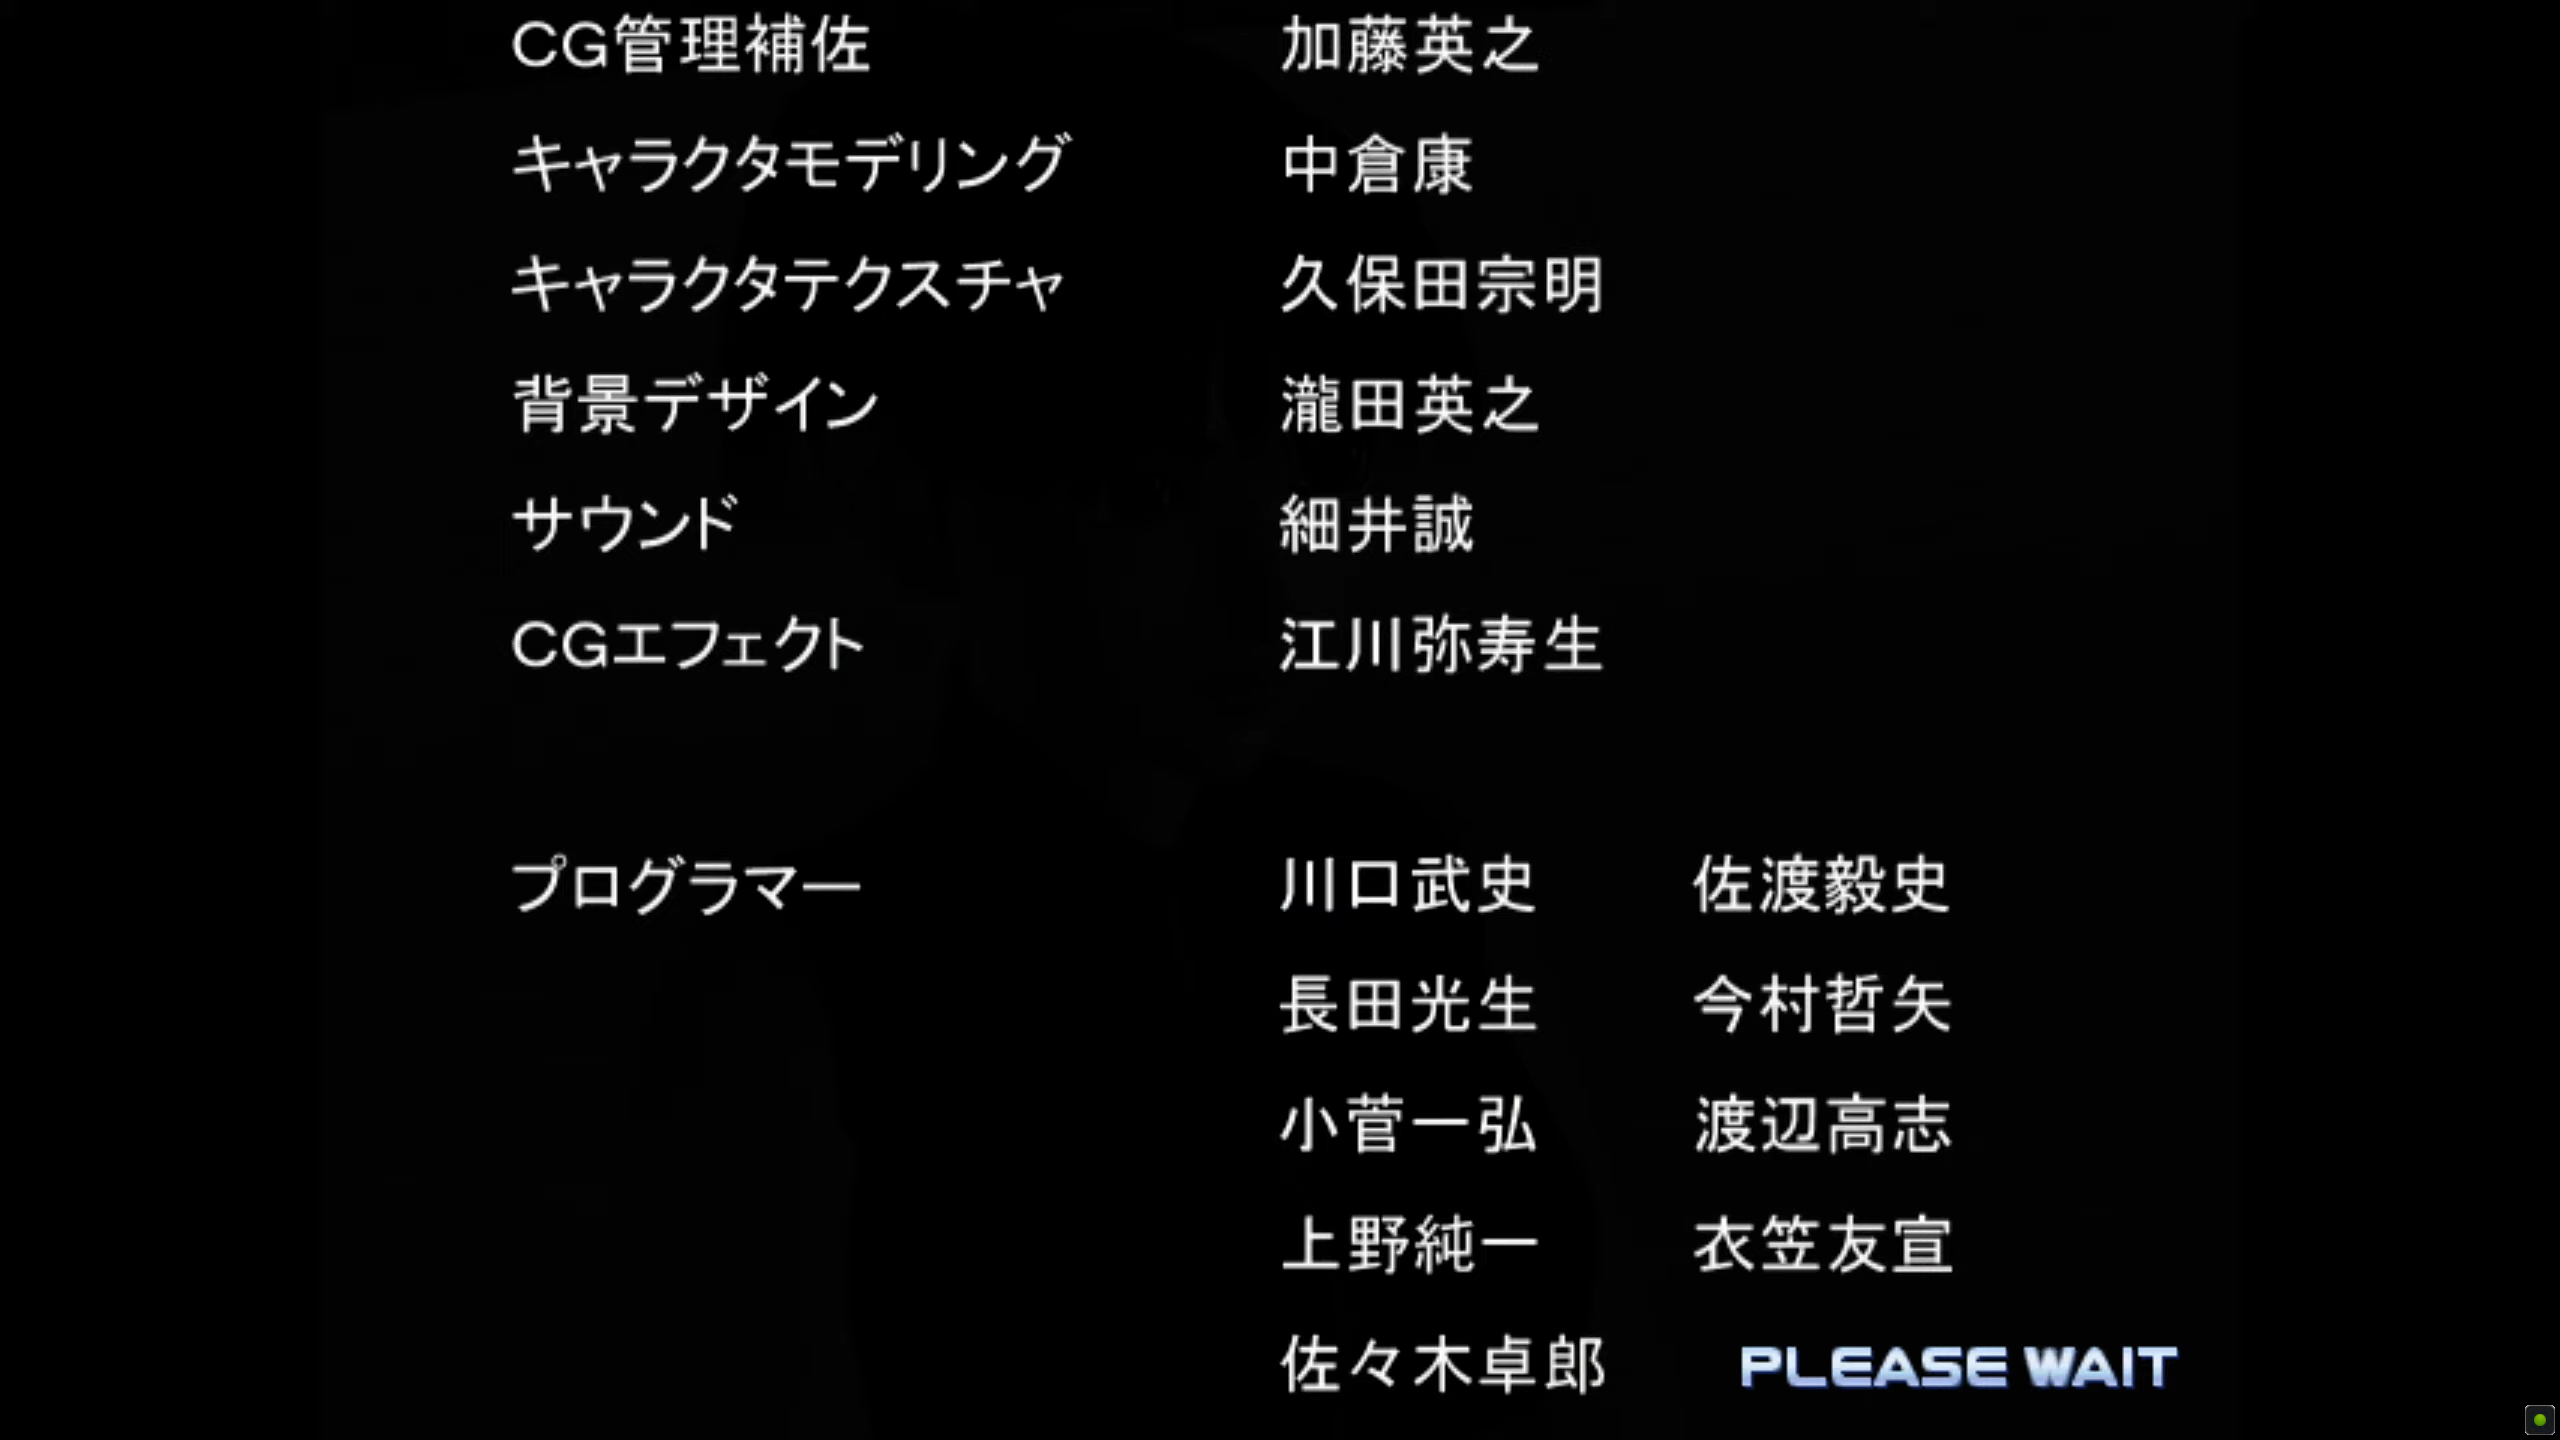 CG管理補佐 加藤英之
キャラクタモデリング 中倉康
キャラクタテクスチャ 久保田宗明
背景デザイン 瀧田英之
サウンド 細井誠
CGエフェクト 江川弥寿生
プログラマー 川口武史 佐渡毅史
長田光生 今村哲矢
小菅一弘 渡辺高志
上野純一 衣笠友宣
佐々木卓郎 PLEASE WAIT